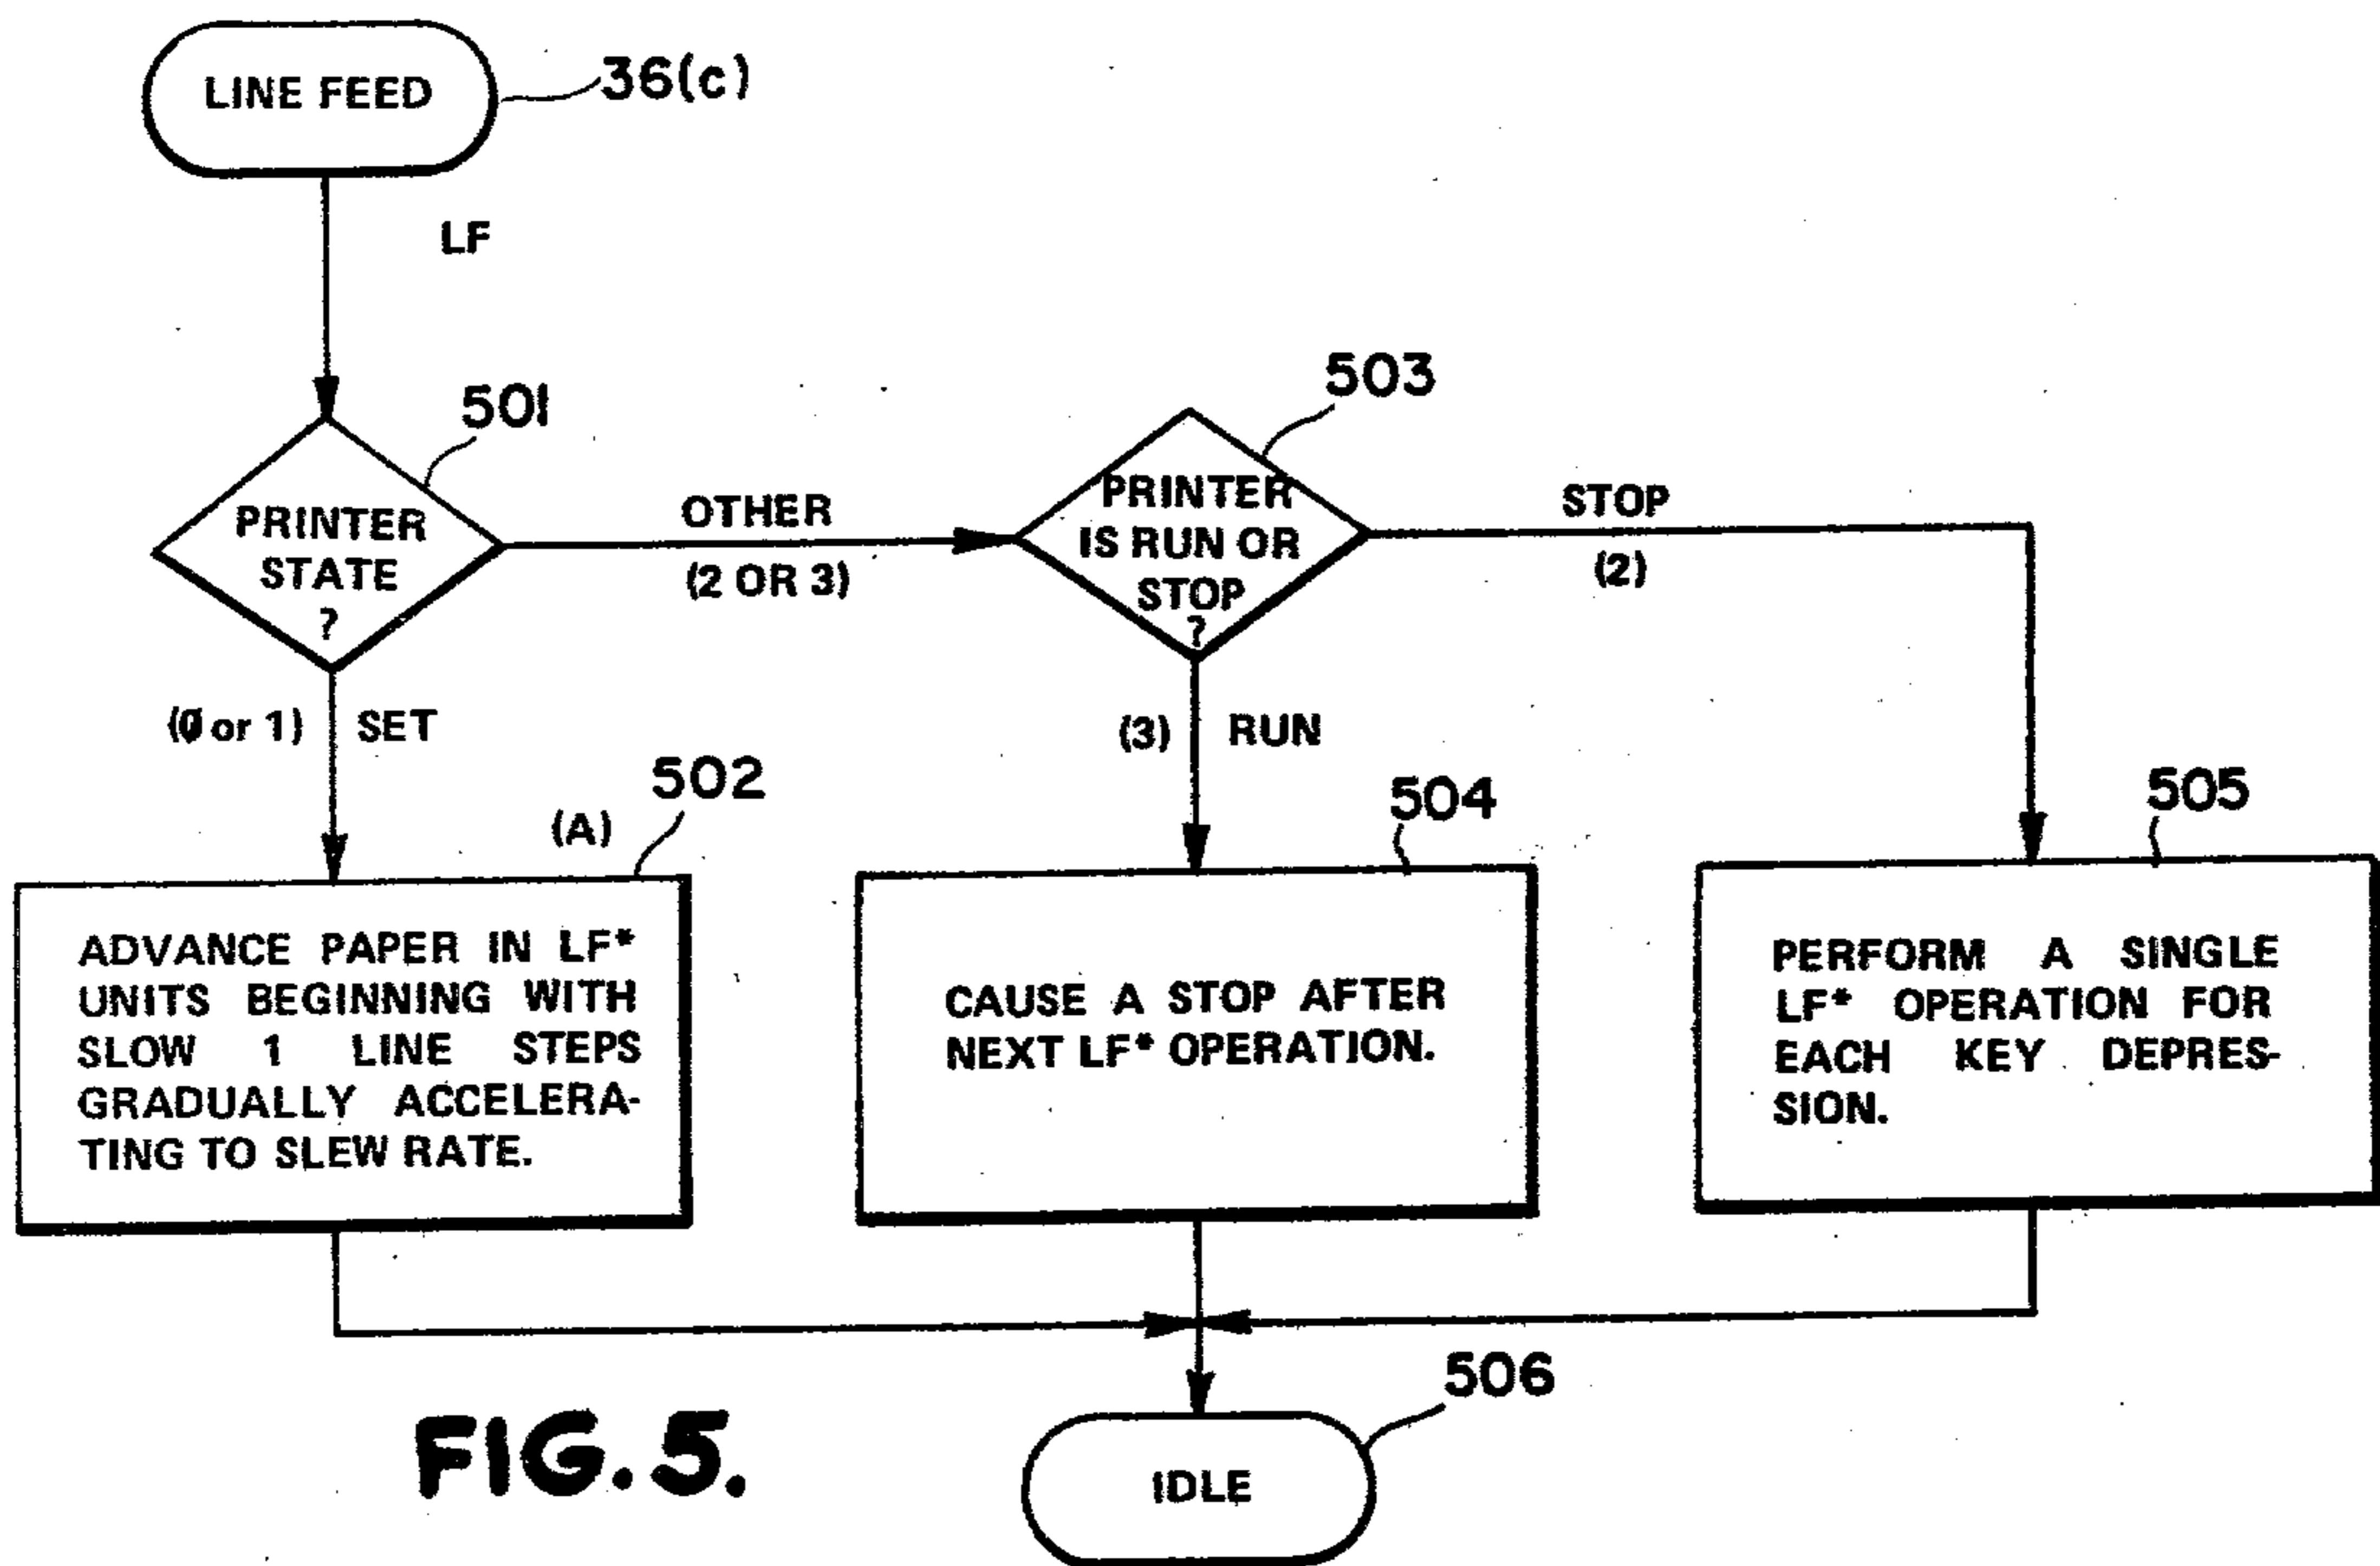 LINE FEED
36(c)
LF
501
PRINTER
STATE
?
OTHER
(2 OR 3)
503
PRINTER
IS RUN OR
STOP
?
STOP
(2)
(0 or 1)
SET
(3)
RUN
(A)
502
504
505
ADVANCE PAPER IN LF*
UNITS BEGINNING WITH
SLOW 1 LINE STEPS
GRADUALLY ACCELERA-
TING TO SLEW RATE.
CAUSE A STOP AFTER
NEXT LF* OPERATION.
PERFORM A SINGLE
LF* OPERATION FOR
EACH KEY DEPRES-
SION.
506
IDLE
FIG. 5.